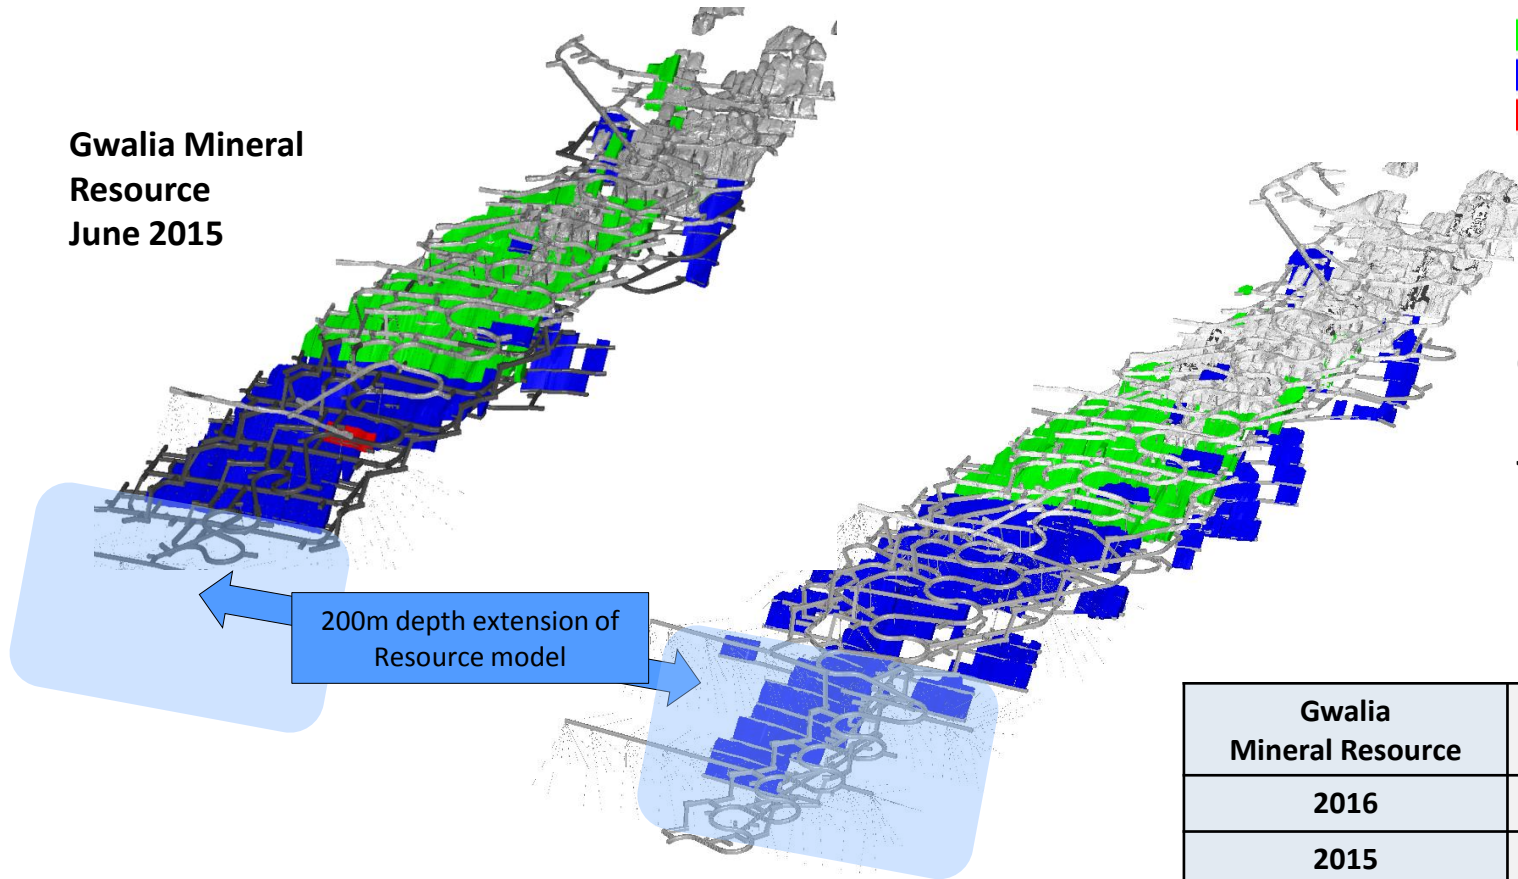 Gwalia Mineral
Resource
June 2015
200m depth extension of
Resource model
Gwalia
Mineral Resource
2016
2015